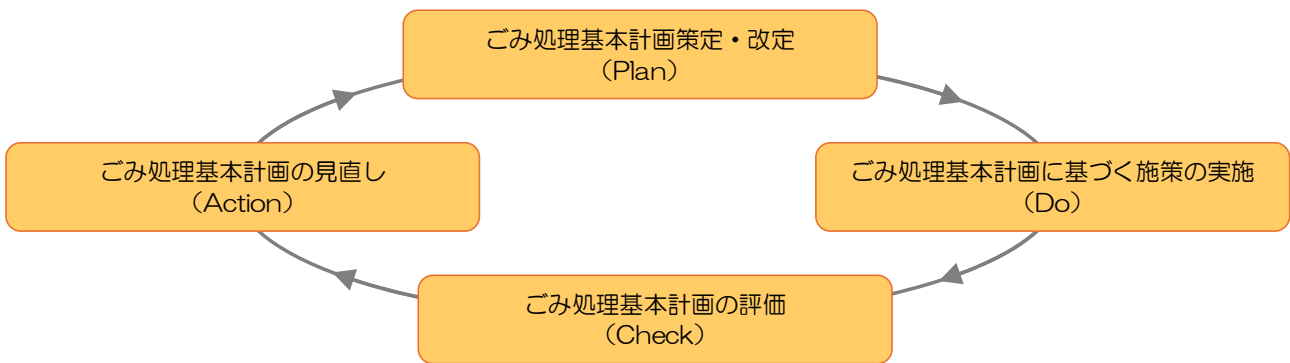 ごみ処理基本計画策定・改定
（Plan）
ごみ処理基本計画の見直し
（Action）
ごみ処理基本計画に基づく施策の実施
（Do）
ごみ処理基本計画の評価
（Check）